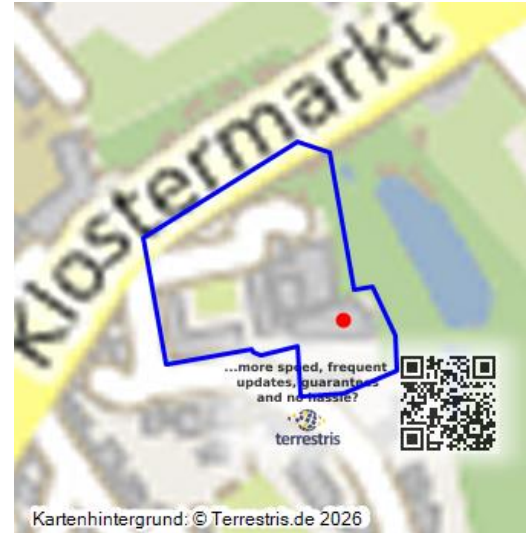 Klostermarkt
...more speed, frequent
updates, guarantees
and no hassle?
terrestris
Kartenhintergrund: © Terrestris.de 2026